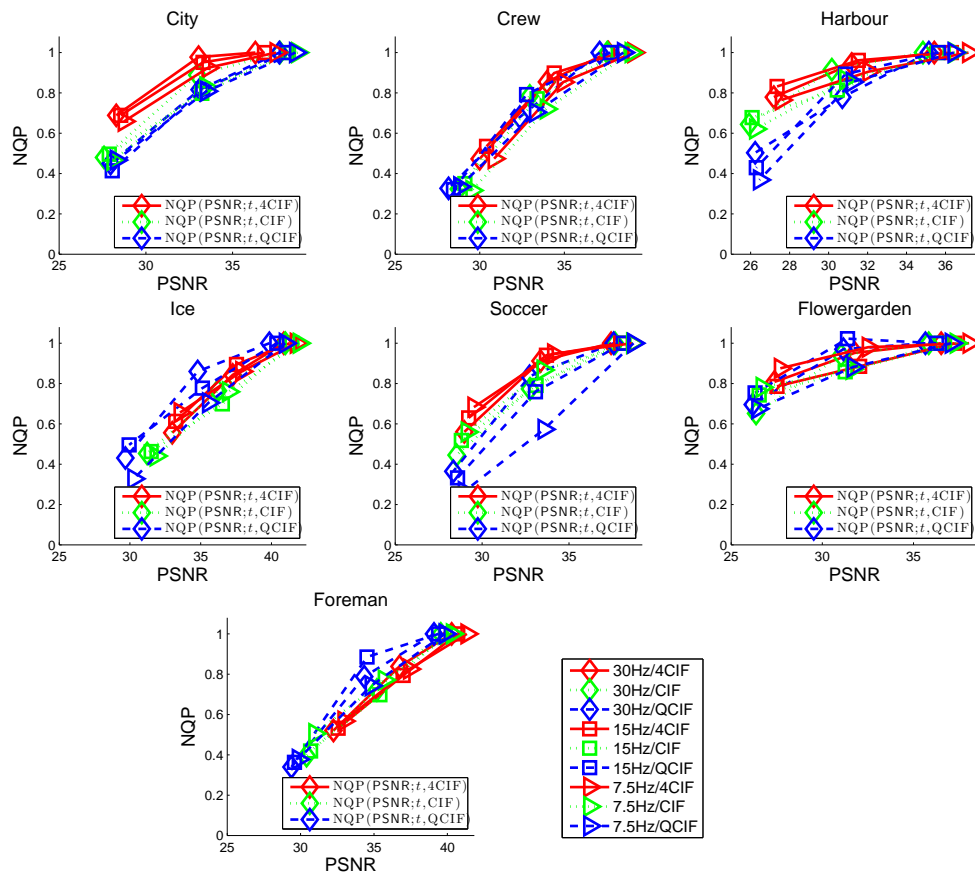 City
NQP
1
0.8
0.6
0.4
0.2
0
25
30
35
PSNR
NQP(PSNR;t,4CIF)
NQP(PSNR;t,CIF)
NQP(PSNR;t,QCIF)
Crew
NQP
1
0.8
0.6
0.4
0.2
0
25
30
35
PSNR
NQP(PSNR;t,4CIF)
NQP(PSNR;t,CIF)
NQP(PSNR;t,QCIF)
Harbour
NQP
1
0.8
0.6
0.4
0.2
0
26
28
30
32
34
36
PSNR
NQP(PSNR;t,4CIF)
NQP(PSNR;t,CIF)
NQP(PSNR;t,QCIF)
Ice
NQP
1
0.8
0.6
0.4
0.2
0
25
30
35
40
PSNR
NQP(PSNR;t,4CIF)
NQP(PSNR;t,CIF)
NQP(PSNR;t,QCIF)
Soccer
NQP
1
0.8
0.6
0.4
0.2
0
25
30
35
PSNR
NQP(PSNR;t,4CIF)
NQP(PSNR;t,CIF)
NQP(PSNR;t,QCIF)
Flowergarden
NQP
1
0.8
0.6
0.4
0.2
0
25
30
35
PSNR
NQP(PSNR;t,4CIF)
NQP(PSNR;t,CIF)
NQP(PSNR;t,QCIF)
Foreman
NQP
1
0.8
0.6
0.4
0.2
0
25
30
35
40
PSNR
NQP(PSNR;t,4CIF)
NQP(PSNR;t,CIF)
NQP(PSNR;t,QCIF)
30Hz/4CIF
30Hz/CIF
30Hz/QCIF
15Hz/4CIF
15Hz/CIF
15Hz/QCIF
7.5Hz/4CIF
7.5Hz/CIF
7.5Hz/QCIF